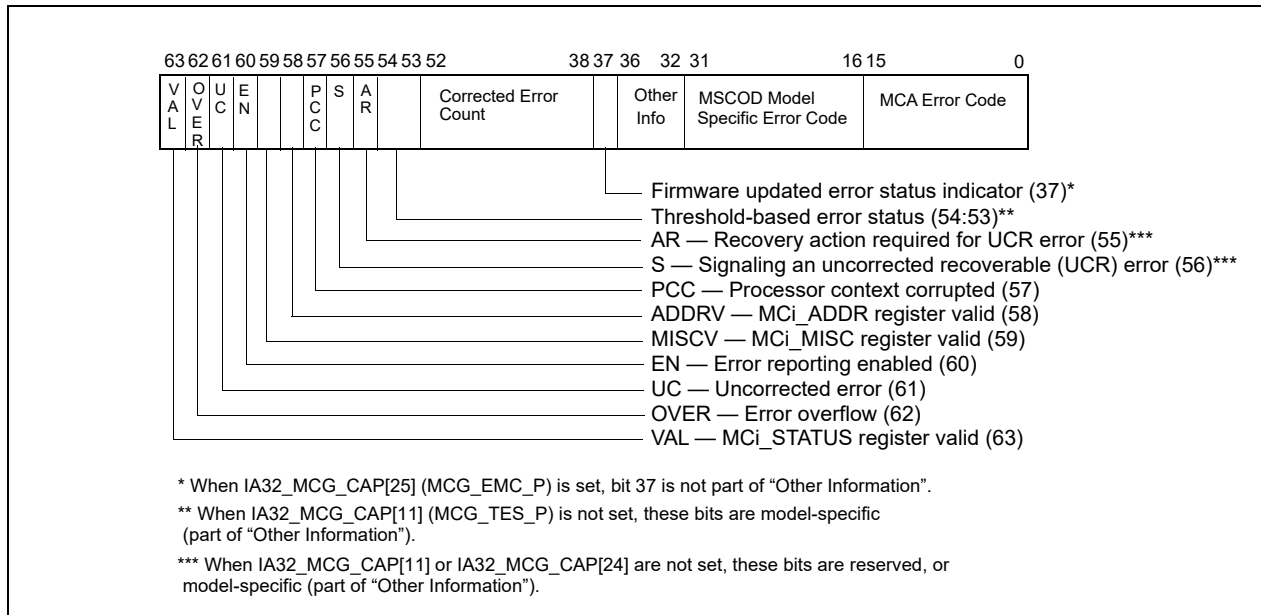 63 62 61 60 59 58 57 56 55 54 53 52 38 37 36 32 31 16 15 0
VAL
OVER
UC
EN
PCC
S
AR
Corrected Error
Count
Other
Info
MSCOD Model
Specific Error Code
MCA Error Code
Firmware updated error status indicator (37)*
Threshold-based error status (54:53)**
AR — Recovery action required for UCR error (55)***
S — Signaling an uncorrected recoverable (UCR) error (56)***
PCC — Processor context corrupted (57)
ADDRV — MCi_ADDR register valid (58)
MISCV — MCi_MISC register valid (59)
EN — Error reporting enabled (60)
UC — Uncorrected error (61)
OVER — Error overflow (62)
VAL — MCi_STATUS register valid (63)
* When IA32_MCG_CAP[25] (MCG_EMC_P) is set, bit 37 is not part of “Other Information”.
** When IA32_MCG_CAP[11] (MCG_TES_P) is not set, these bits are model-specific
(part of “Other Information”).
*** When IA32_MCG_CAP[11] or IA32_MCG_CAP[24] are not set, these bits are reserved, or
model-specific (part of “Other Information”).